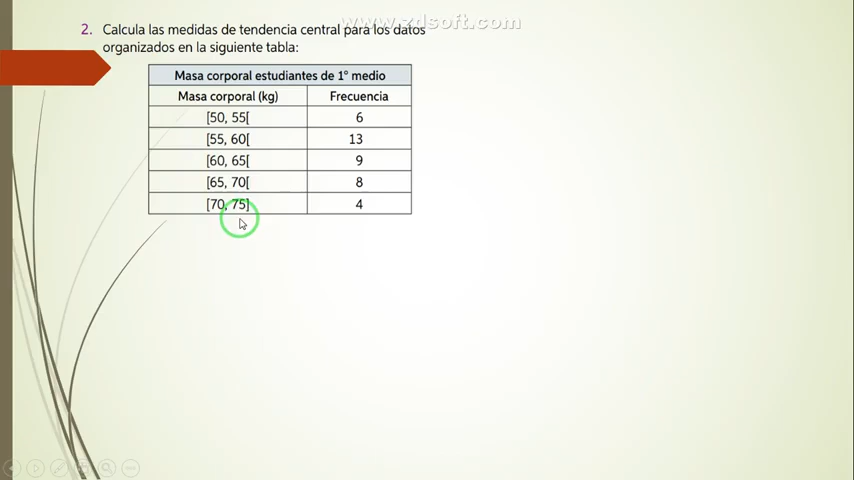 www.zdsoft.com
2. Calcula las medidas de tendencia central para los datos
organizados en la siguiente tabla:
Masa corporal estudiantes de 1° medio
Masa corporal (kg) Frecuencia
[50, 55[ 6
[55, 60[ 13
[60, 65[ 9
[65, 70[ 8
[70, 75] 4